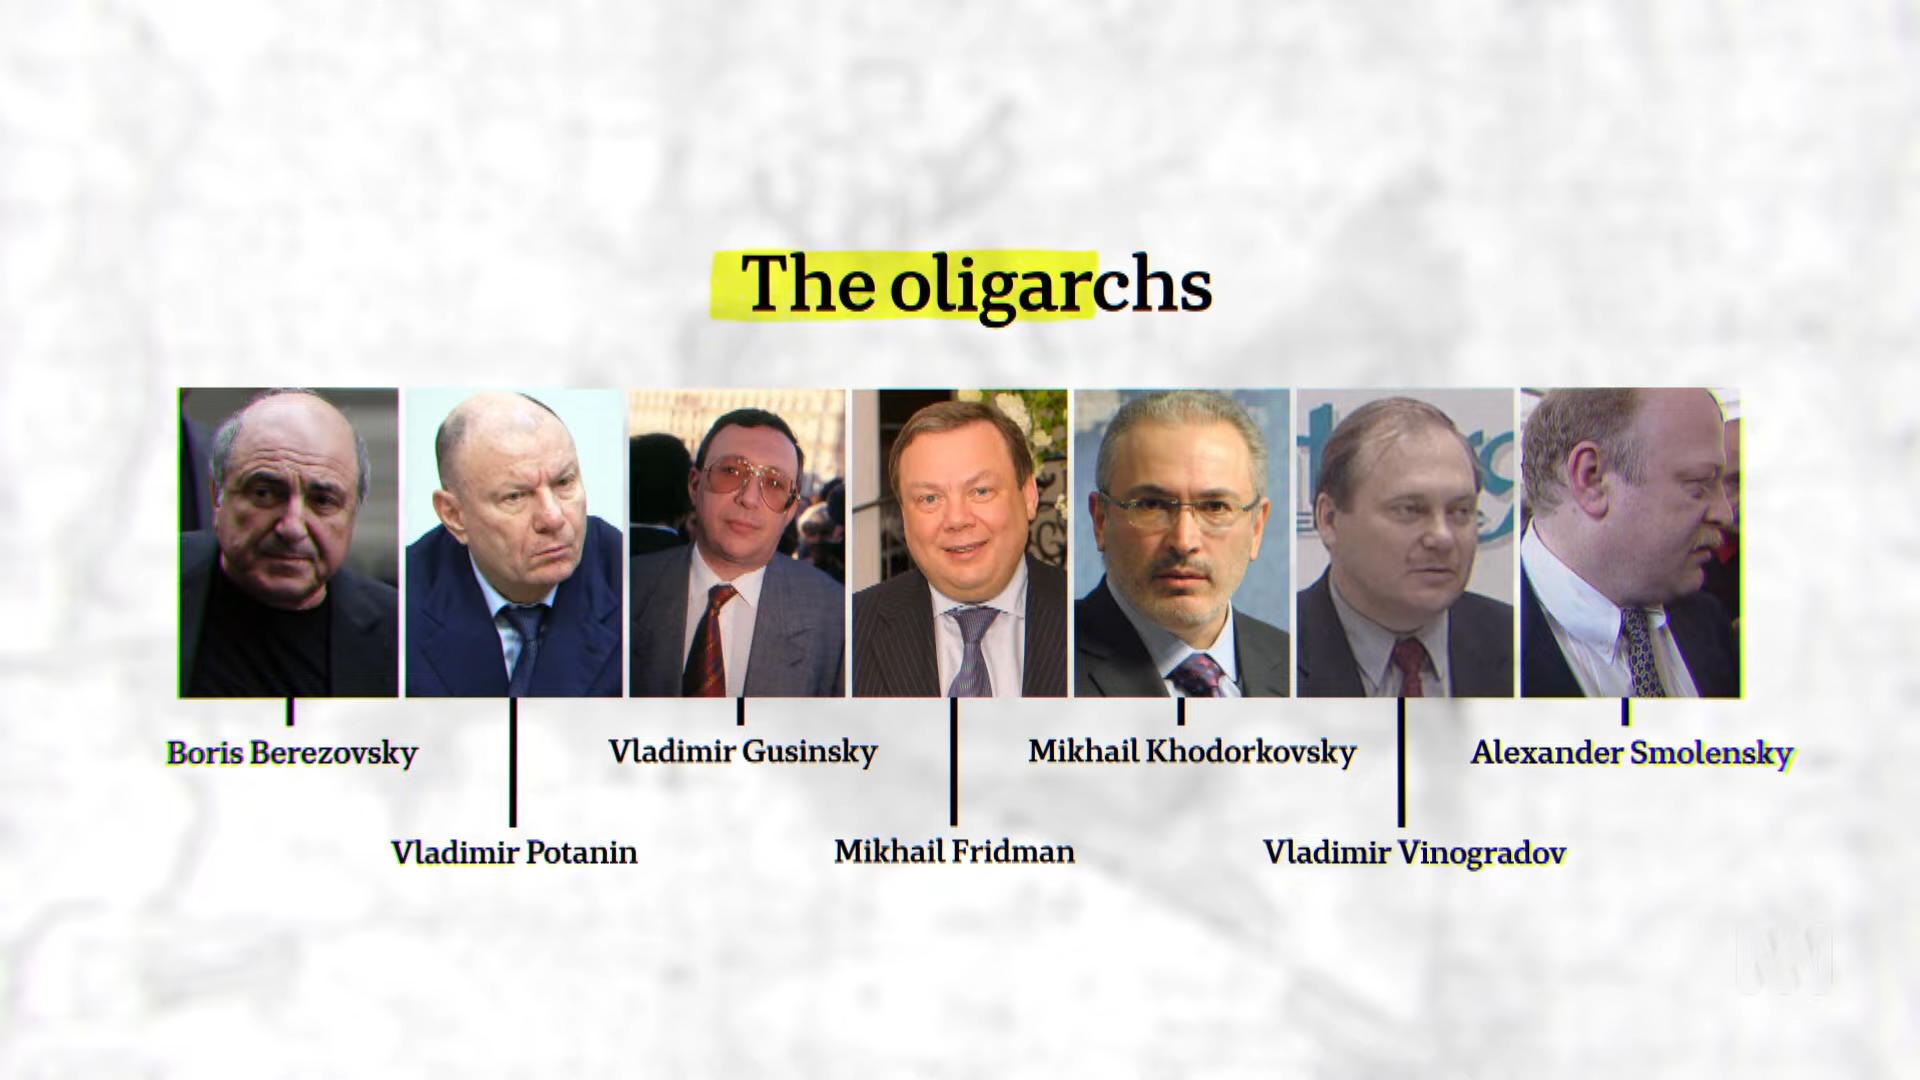 The oligarchs
Boris Berezovsky
Vladimir Gusinsky
Mikhail Khodorkovsky
Alexander Smolensky
Vladimir Potanin
Mikhail Fridman
Vladimir Vinogradov